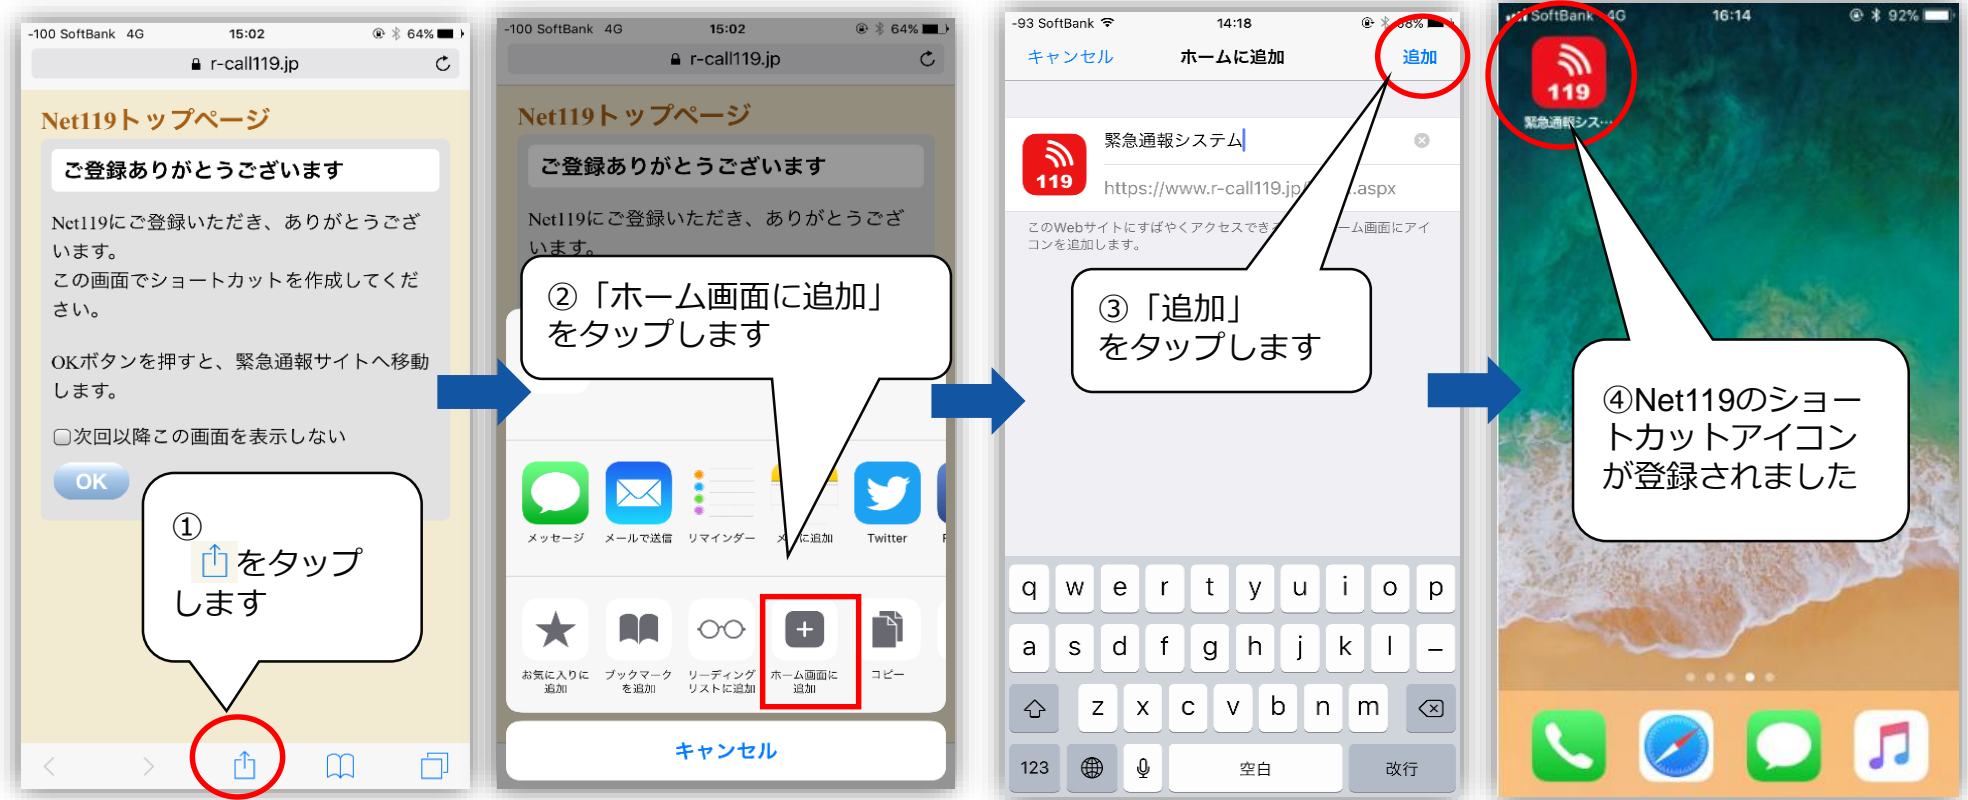 -100 SoftBank 4G 15:02 64%
r-call119.jp
Net119トップページ
ご登録ありがとうございます
Net119にご登録いただき、ありがとうござ
います。
この画面でショートカットを作成してくだ
さい。
OKボタンを押すと、緊急通報サイトへ移動
します。
次回以降この画面を表示しない
OK
①
をタップ
します
-100 SoftBank 4G 15:02 64%
r-call119.jp
Net119トップページ
ご登録ありがとうございます
Net119にご登録いただき、ありがとうござ
います。
②「ホーム画面に追加」
をタップします
メッセージ
メールで送信
リマインダー
に追加
Twitter
お気に入りに
追加
ブックマーク
を追加
リーディング
リストに追加
ホーム画面に
追加
コピー
キャンセル
-93 SoftBank 14:18
キャンセル ホームに追加 追加
119
緊急通報システム
https://www.r-call119.jp/ .aspx
このWebサイトにすばやくアクセスでき ーム画面にアイ
コンを追加します。
③「追加」
をタップします
q w e r t y u i o p
a s d f g h j k l –
z x c v b n m
123 空白 改行
SoftBank 4G 16:14 92%
119
緊急通報シス…
④Net119のショー
トカットアイコン
が登録されました